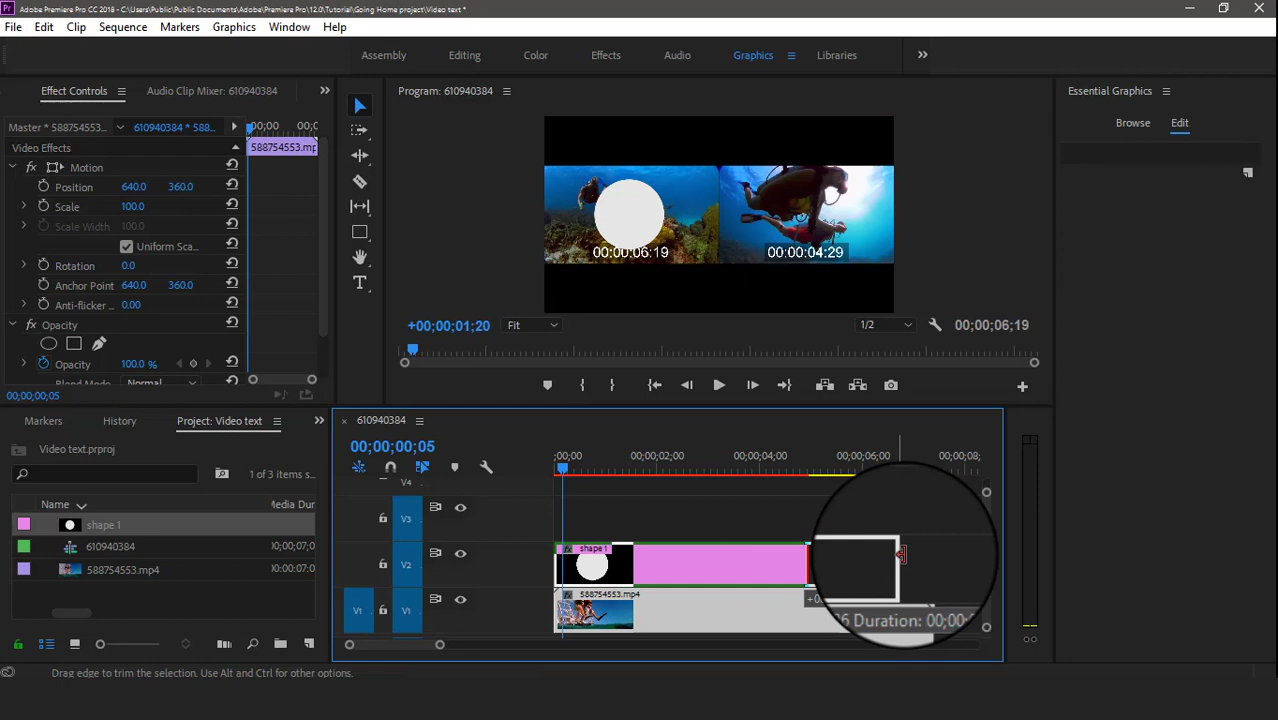 Adobe Premiere Pro CC 2018 - C:\Users\Public\Public Documents\Adobe\Premiere Pro\12.0\Tutorial\Going Home project\Video text *
File Edit Clip Sequence Markers Graphics Window Help
Assembly Editing Color Effects Audio Graphics Libraries
Effect Controls Audio Clip Mixer: 610940384
Program: 610940384
Essential Graphics
Browse Edit
Master * 588754553... 610940384 * 588...
;00;00
588754553.mp
Video Effects
fx Motion
Position 640.0 360.0
Scale 100.0
Scale Width 100.0
Uniform Sca...
Rotation 0.0
Anchor Point 640.0 360.0
Anti-flicker ... 0.00
fx Opacity
Opacity 100.0 %
Blend Mode Normal
00;00;00;05
00:00:06:19 00:00:04:29
+00;00;01;20 Fit 1/2 00;00;06;19
Markers History Project: Video text
Video text.prproj
1 of 3 items s...
Name Media Dur
shape 1
610940384 00;00;07;0
588754553.mp4 00:00:07:0
610940384
00;00;00;05
;00;00 00;00;02;00 00;00;04;00 00;00;06;00 00;00;08;
V4
V3
V2 fx shape 1
V1 V1 fx 588754553.mp4
Duration: 00;00;
Drag edge to trim the selection. Use Alt and Ctrl for other options.